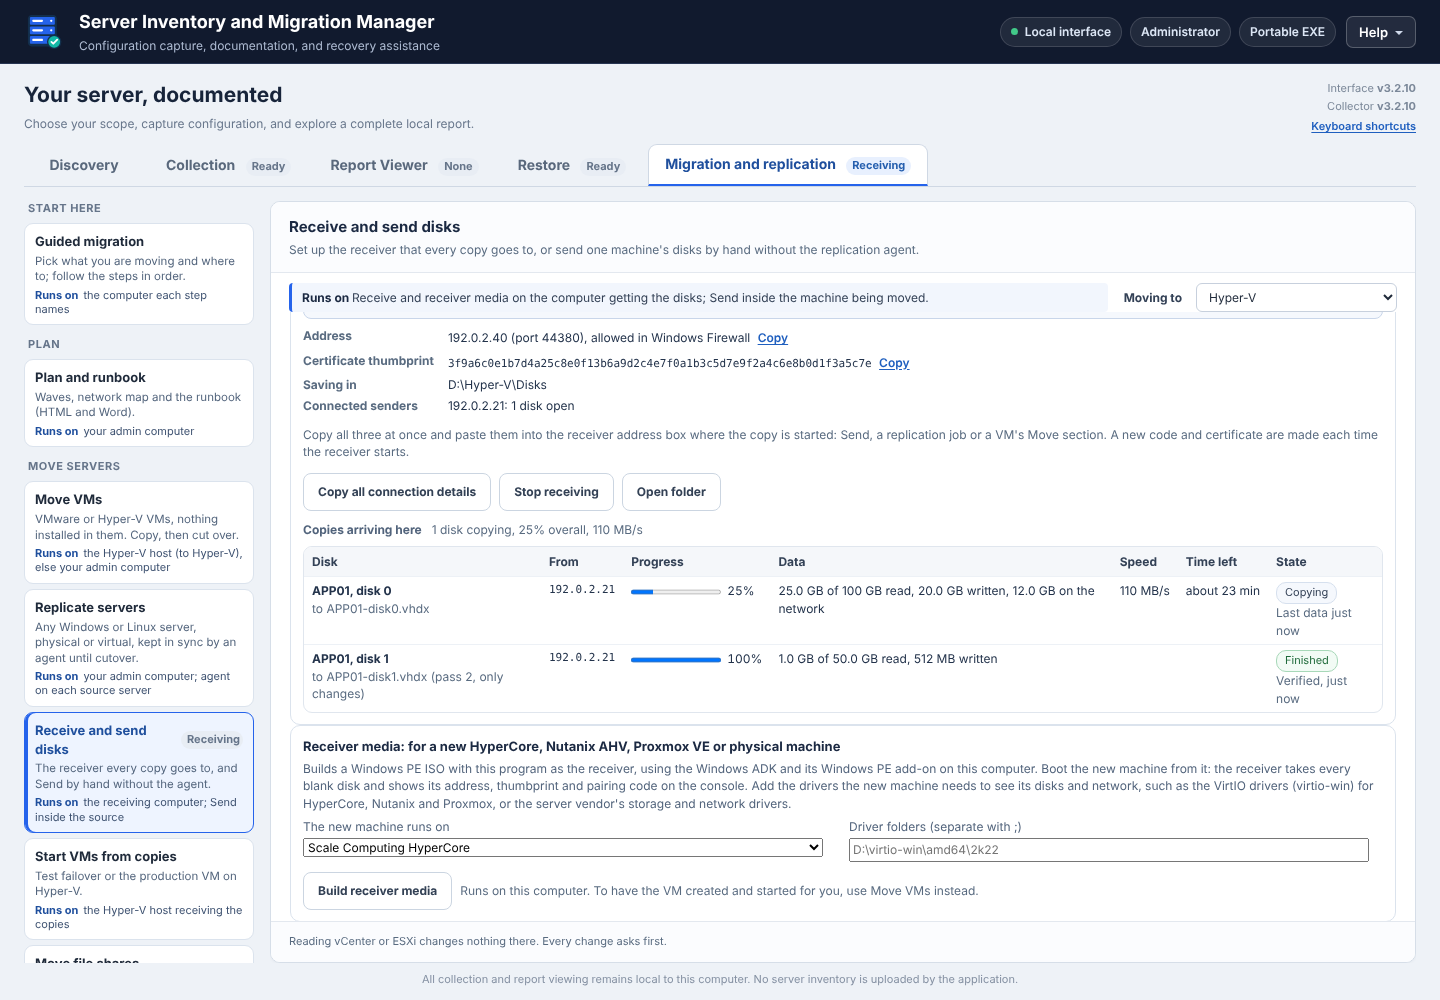 Server Inventory and Migration Manager
Configuration capture, documentation, and recovery assistance
Local interface
Administrator
Portable EXE
Help
Your server, documented
Choose your scope, capture configuration, and explore a complete local report.
Interface v3.2.10
Collector v3.2.10
Keyboard shortcuts
Discovery
Collection Ready
Report Viewer None
Restore Ready
Migration and replication Receiving
START HERE
Guided migration
Pick what you are moving and where
to; follow the steps in order.
Runs on the computer each step
names
PLAN
Plan and runbook
Waves, network map and the runbook
(HTML and Word).
Runs on your admin computer
MOVE SERVERS
Move VMs
VMware or Hyper-V VMs, nothing
installed in them. Copy, then cut over.
Runs on the Hyper-V host (to Hyper-V),
else your admin computer
Replicate servers
Any Windows or Linux server,
physical or virtual, kept in sync by an
agent until cutover.
Runs on your admin computer; agent
on each source server
Receive and send
disks
Receiving
The receiver every copy goes to, and
Send by hand without the agent.
Runs on the receiving computer; Send
inside the source
Start VMs from copies
Test failover or the production VM on
Hyper-V.
Runs on the Hyper-V host receiving the
copies
Move file shares
Receive and send disks
Set up the receiver that every copy goes to, or send one machine's disks by hand without the replication agent.
Runs on Receive and receiver media on the computer getting the disks; Send inside the machine being moved.
Moving to Hyper-V
Address 192.0.2.40 (port 44380), allowed in Windows Firewall Copy
Certificate thumbprint 3f9a6c0e1b7d4a25c8e0f13b6a9d2c4e7f0a1b3c5d7e9f2a4c6e8b0d1f3a5c7e Copy
Saving in D:\Hyper-V\Disks
Connected senders 192.0.2.21: 1 disk open
Copy all three at once and paste them into the receiver address box where the copy is started: Send, a replication job or a VM's Move section. A new code and certificate are made each time
the receiver starts.
Copy all connection details
Stop receiving
Open folder
Copies arriving here 1 disk copying, 25% overall, 110 MB/s
Disk From Progress Data Speed Time left State
APP01, disk 0 192.0.2.21 25% 25.0 GB of 100 GB read, 20.0 GB written, 12.0 GB on the 110 MB/s about 23 min Copying
to APP01-disk0.vhdx network Last data just
now
APP01, disk 1 192.0.2.21 100% 1.0 GB of 50.0 GB read, 512 MB written Finished
to APP01-disk1.vhdx (pass 2, only Verified, just
changes) now
Receiver media: for a new HyperCore, Nutanix AHV, Proxmox VE or physical machine
Builds a Windows PE ISO with this program as the receiver, using the Windows ADK and its Windows PE add-on on this computer. Boot the new machine from it: the receiver takes every
blank disk and shows its address, thumbprint and pairing code on the console. Add the drivers the new machine needs to see its disks and network, such as the VirtIO drivers (virtio-win) for
HyperCore, Nutanix and Proxmox, or the server vendor's storage and network drivers.
The new machine runs on Driver folders (separate with ;)
Scale Computing HyperCore D:\virtio-win\amd64\2k22
Build receiver media Runs on this computer. To have the VM created and started for you, use Move VMs instead.
Reading vCenter or ESXi changes nothing there. Every change asks first.
All collection and report viewing remains local to this computer. No server inventory is uploaded by the application.